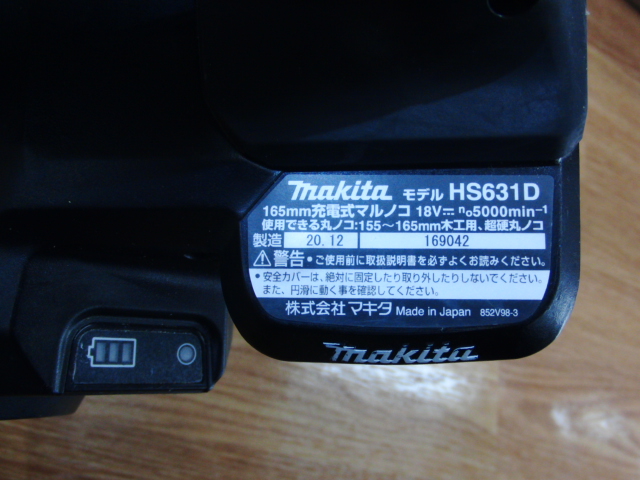 makita モデル HS631D
165mm充電式マルノコ 18V⎓ n₀5000min⁻¹
使用できる丸ノコ:155～165mm木工用、超硬丸ノコ
製造 20.12 169042
⚠警告・ご使用前に取扱説明書を必ずよくお読みください。
・安全カバーは、絶対に固定したり取り外したりしないでください。
また、円滑に動く事を確認してください。
株式会社マキタ Made in Japan 852V98-3
makita